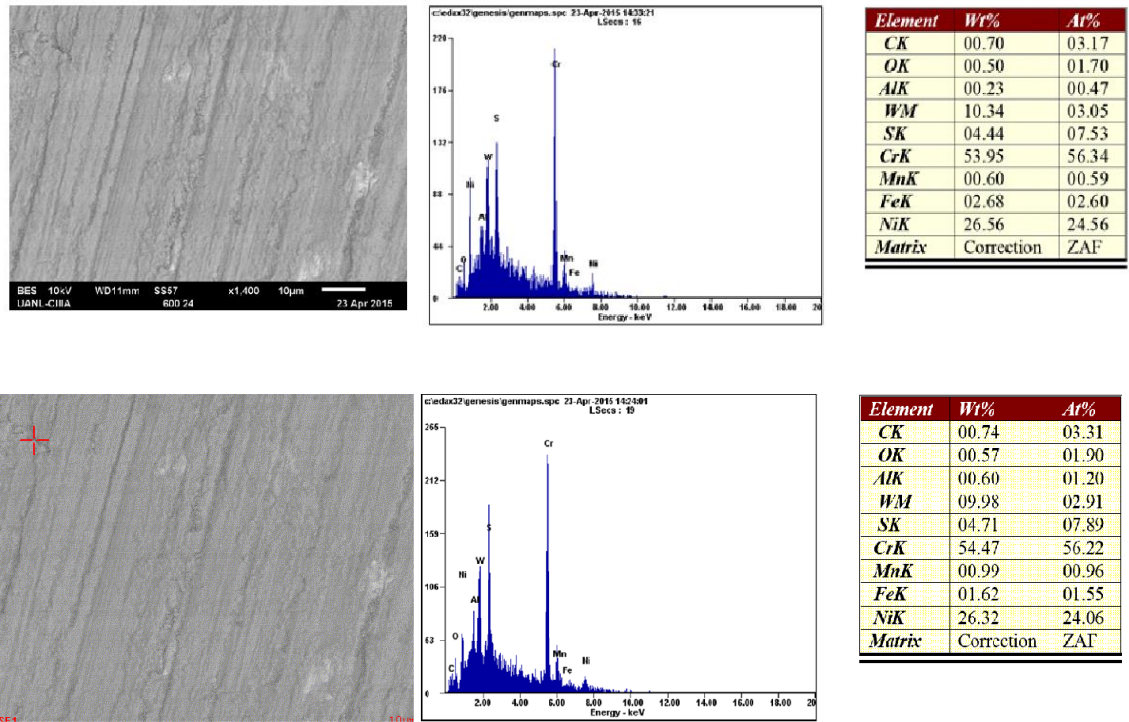 c:\edax32\genesis\genmaps.spc 23-Apr-2015 14:33:21
LSecs : 16
220
176
132
88
44
0
Cr
S
W
Ni
Al
O
C
Mn
Fe
Ni
2.00 4.00 6.00 8.00 10.00 12.00 14.00 16.00 18.00 20
Energy - keV
BES 10kV WD11mm SS57 x1,400 10µm
UANL-CIIIA 600 24 23 Apr 2015
Element Wt% At%
CK 00.70 03.17
OK 00.50 01.70
AlK 00.23 00.47
WM 10.34 03.05
SK 04.44 07.53
CrK 53.95 56.34
MnK 00.60 00.59
FeK 02.68 02.60
NiK 26.56 24.56
Matrix Correction ZAF
c:\edax32\genesis\genmaps.spc 23-Apr-2015 14:24:01
LSecs : 19
265
212
159
106
53
0
Cr
S
W
Ni
Al
O
C
Mn
Fe
Ni
2.00 4.00 6.00 8.00 10.00 12.00 14.00 16.00 18.00 20
Energy - keV
Element Wt% At%
CK 00.74 03.31
OK 00.57 01.90
AlK 00.60 01.20
WM 09.98 02.91
SK 04.71 07.89
CrK 54.47 56.22
MnK 00.99 00.96
FeK 01.62 01.55
NiK 26.32 24.06
Matrix Correction ZAF